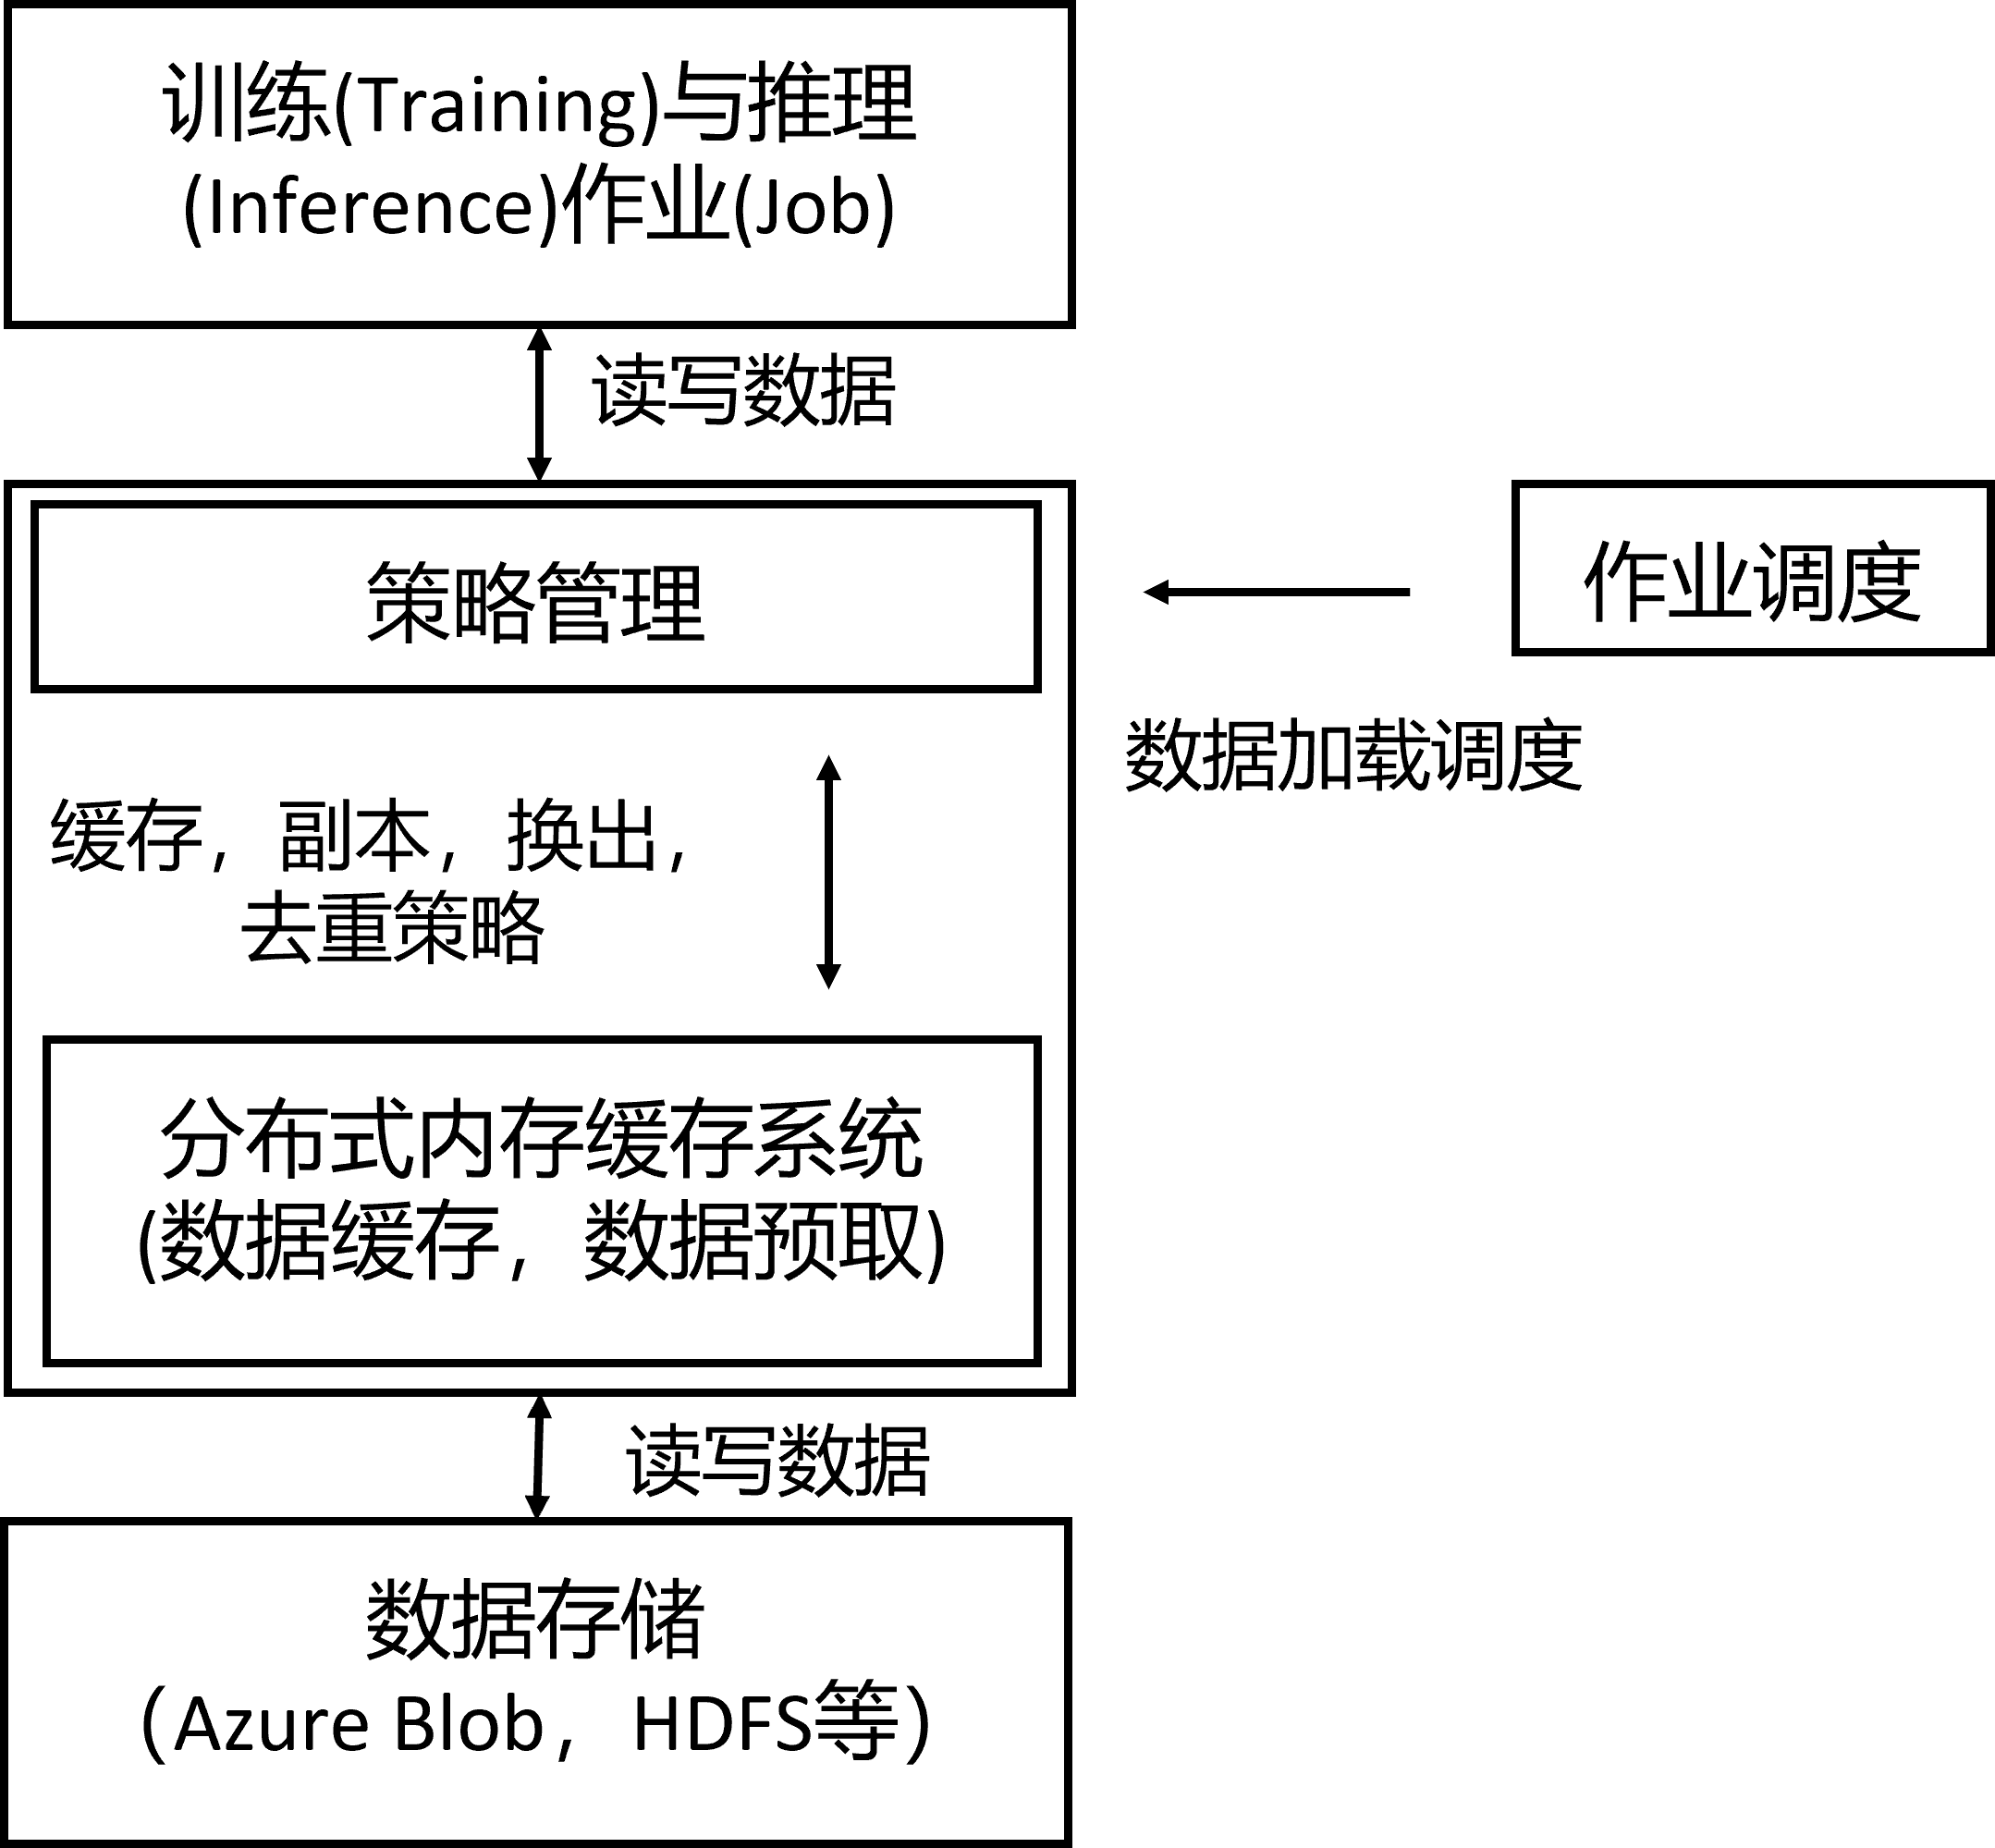 训练(Training)与推理
(Inference)作业(Job)
读写数据
策略管理
作业调度
数据加载调度
缓存，副本，换出，
去重策略
分布式内存缓存系统
(数据缓存，数据预取)
读写数据
数据存储
（Azure Blob，HDFS等）